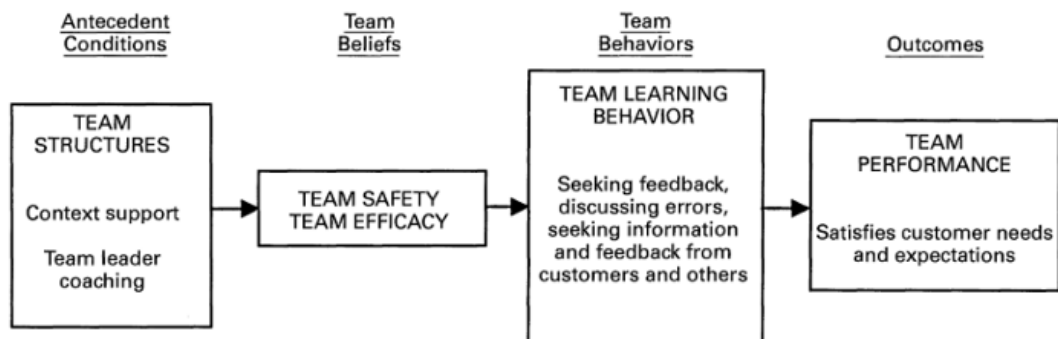 Antecedent
Conditions
Team
Beliefs
Team
Behaviors
Outcomes
TEAM
STRUCTURES
Context support
Team leader
coaching
TEAM SAFETY
TEAM EFFICACY
TEAM LEARNING
BEHAVIOR
Seeking feedback,
discussing errors,
seeking information
and feedback from
customers and others
TEAM
PERFORMANCE
Satisfies customer needs
and expectations